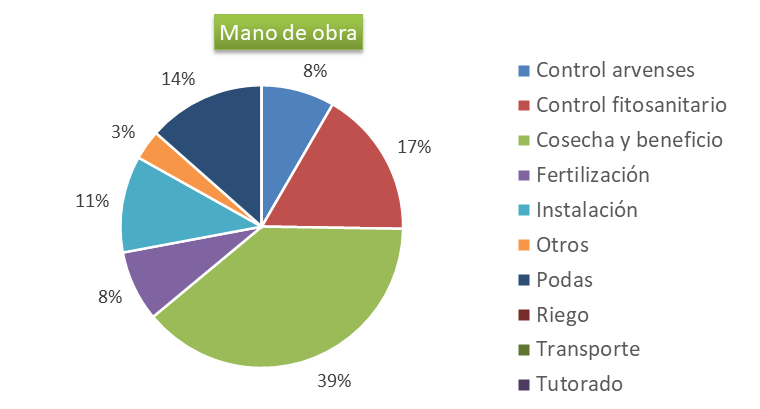 Mano de obra
8%
17%
39%
8%
11%
3%
14%
Control arvenses
Control fitosanitario
Cosecha y beneficio
Fertilización
Instalación
Otros
Podas
Riego
Transporte
Tutorado